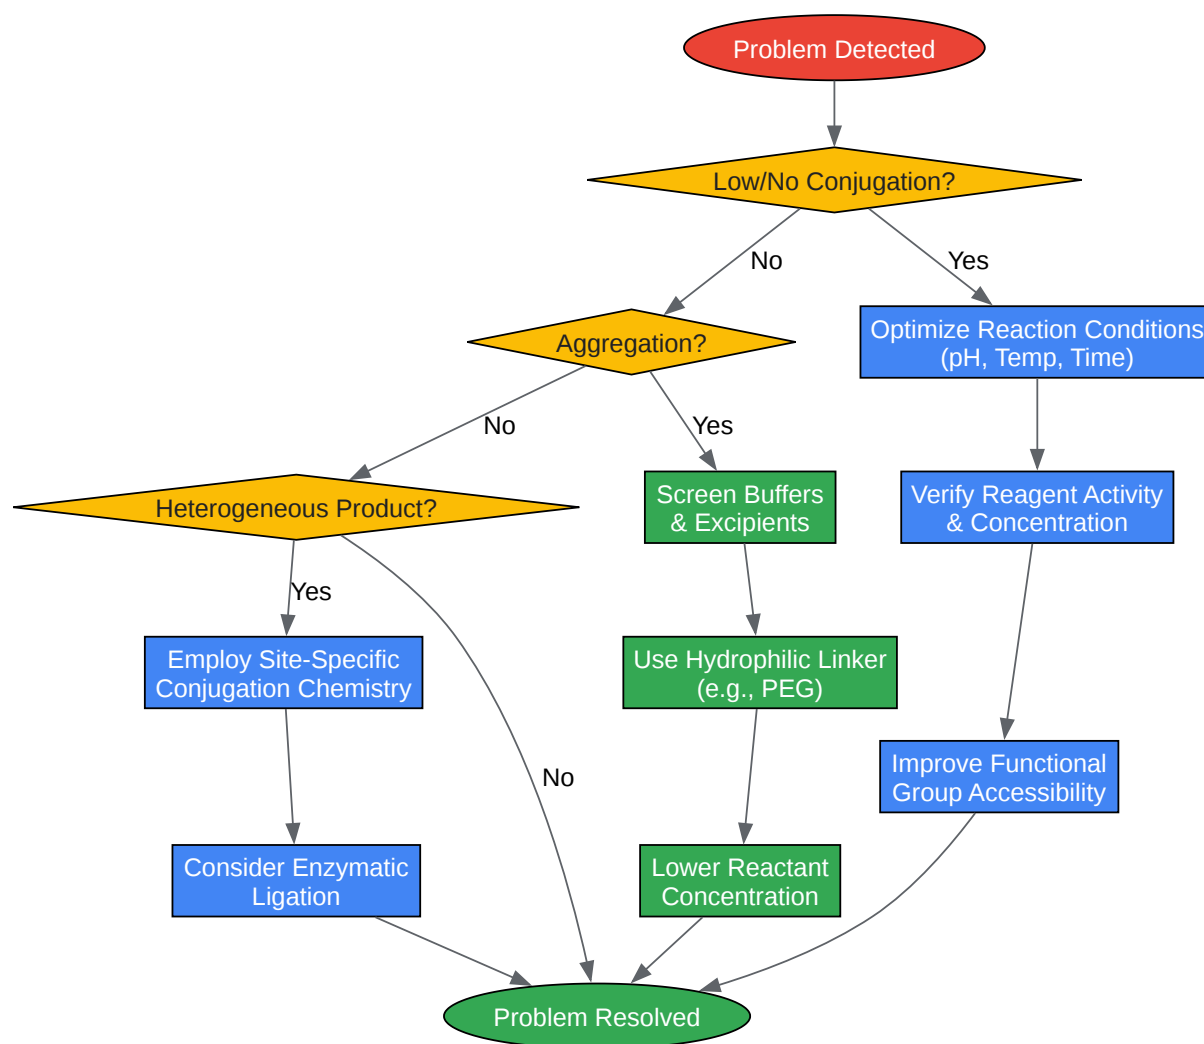 Problem Detected
Low/No Conjugation?
No
Yes
Aggregation?
Optimize Reaction Conditions
(pH, Temp, Time)
No
Yes
Heterogeneous Product?
Screen Buffers
& Excipients
Verify Reagent Activity
& Concentration
Yes
Employ Site-Specific
Conjugation Chemistry
Use Hydrophilic Linker
(e.g., PEG)
No
Improve Functional
Group Accessibility
Consider Enzymatic
Ligation
Lower Reactant
Concentration
Problem Resolved